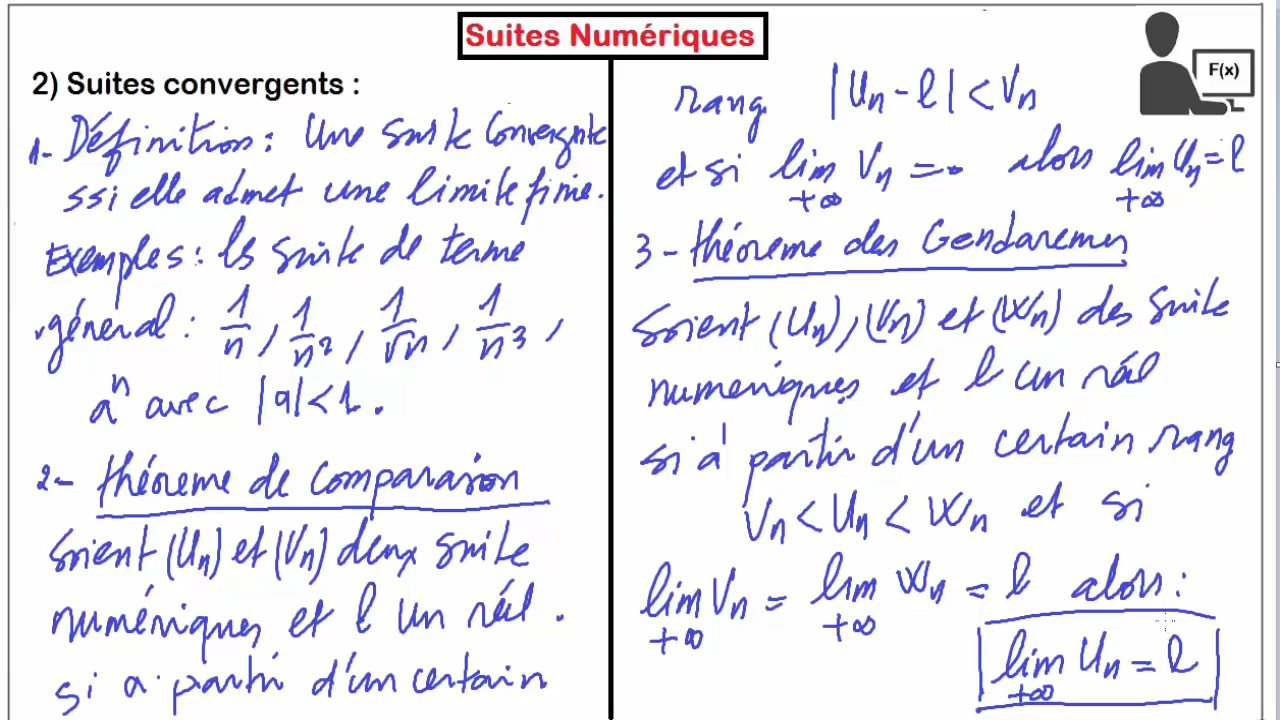 Suites Numériques
F(x)
2) Suites convergents :
1- Définition : Une suite Convergente
ssi elle admet une limite finie.
Exemples : les suite de terme
général : 1/n , 1/n² , 1/√n , 1/n³ ,
aⁿ avec |a| < 1 .
2- théoreme de comparaison
Soient (Un) et (Vn) deux suite
numériques et l un réél .
si a partir d'un certain
rang |Un - l| < Vn
et si lim Vn = 0 alors lim Un = l
+∞ +∞
3 - théoreme des Gendaremes
Soient (Un), (Vn) et (Wn) des suite
numeriques et l un réél
si à partir d'un certain rang
Vn < Un < Wn et si
lim Vn = lim Wn = l alors :
+∞ +∞
lim Un = l
+∞